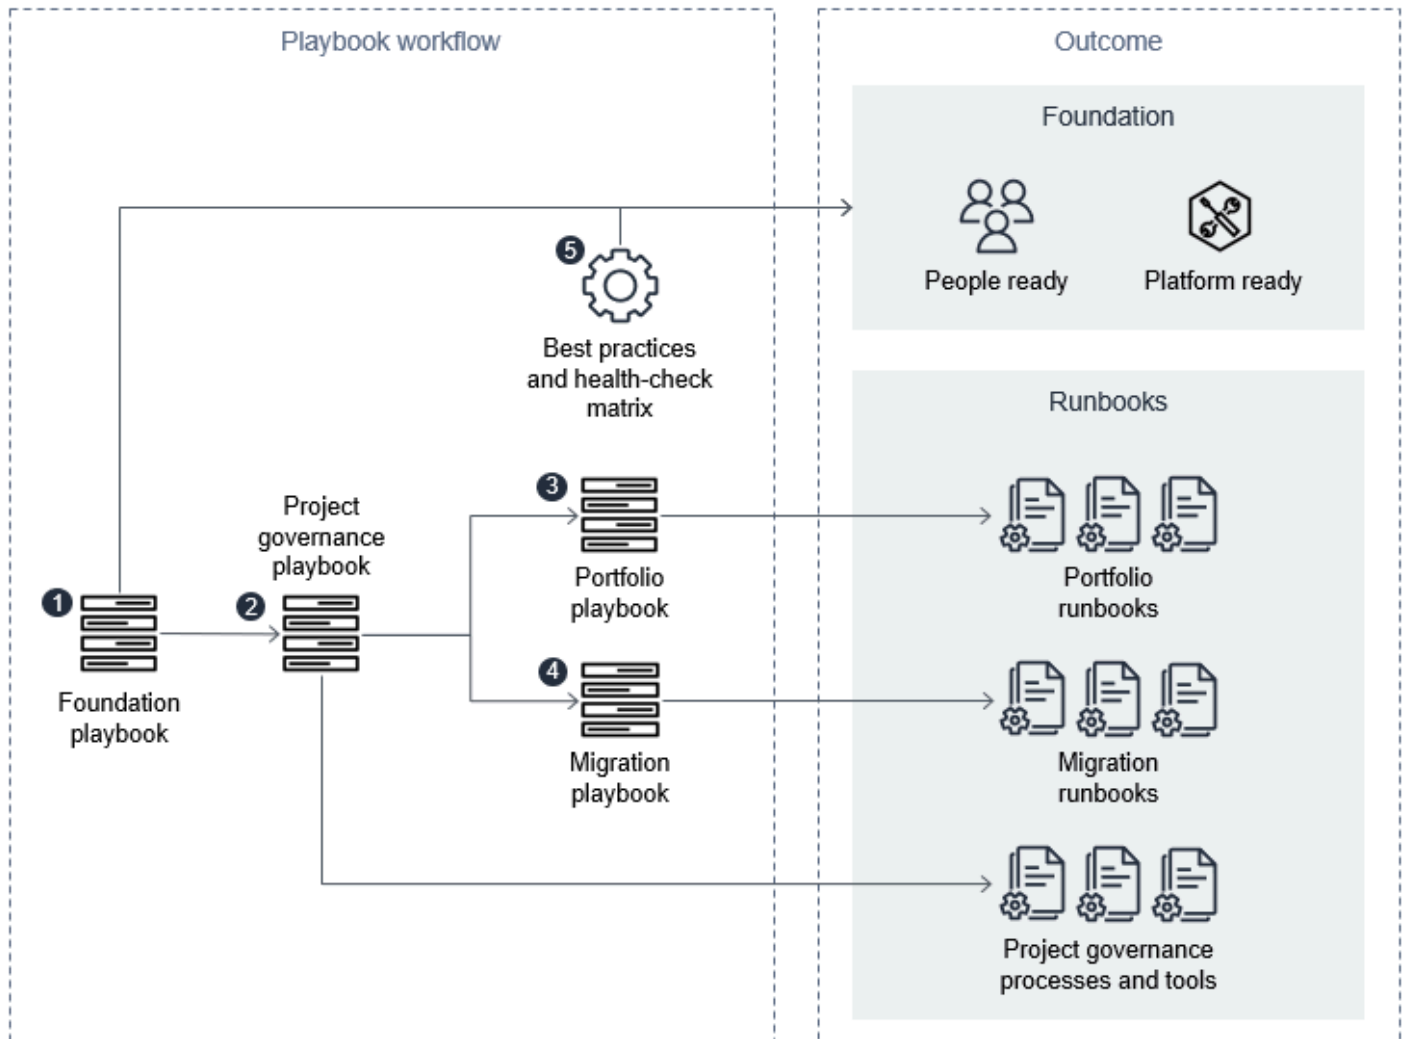 Playbook workflow
Outcome
Foundation
People ready
Platform ready
5
Best practices
and health-check
matrix
Runbooks
1
Foundation
playbook
2
Project
governance
playbook
3
Portfolio
playbook
Portfolio
runbooks
4
Migration
playbook
Migration
runbooks
Project governance
processes and tools